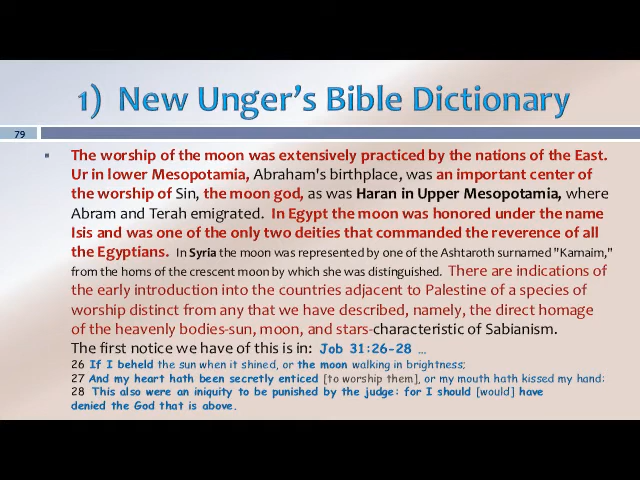 1) New Unger's Bible Dictionary
79
The worship of the moon was extensively practiced by the nations of the East.
Ur in lower Mesopotamia, Abraham's birthplace, was an important center of
the worship of Sin, the moon god, as was Haran in Upper Mesopotamia, where
Abram and Terah emigrated. In Egypt the moon was honored under the name
Isis and was one of the only two deities that commanded the reverence of all
the Egyptians. In Syria the moon was represented by one of the Ashtaroth surnamed "Karnaim,"
from the horns of the crescent moon by which she was distinguished. There are indications of
the early introduction into the countries adjacent to Palestine of a species of
worship distinct from any that we have described, namely, the direct homage
of the heavenly bodies-sun, moon, and stars-characteristic of Sabianism.
The first notice we have of this is in: Job 31:26-28 ...
26 If I beheld the sun when it shined, or the moon walking in brightness;
27 And my heart hath been secretly enticed [to worship them], or my mouth hath kissed my hand:
28 This also were an iniquity to be punished by the judge: for I should [would] have
denied the God that is above.